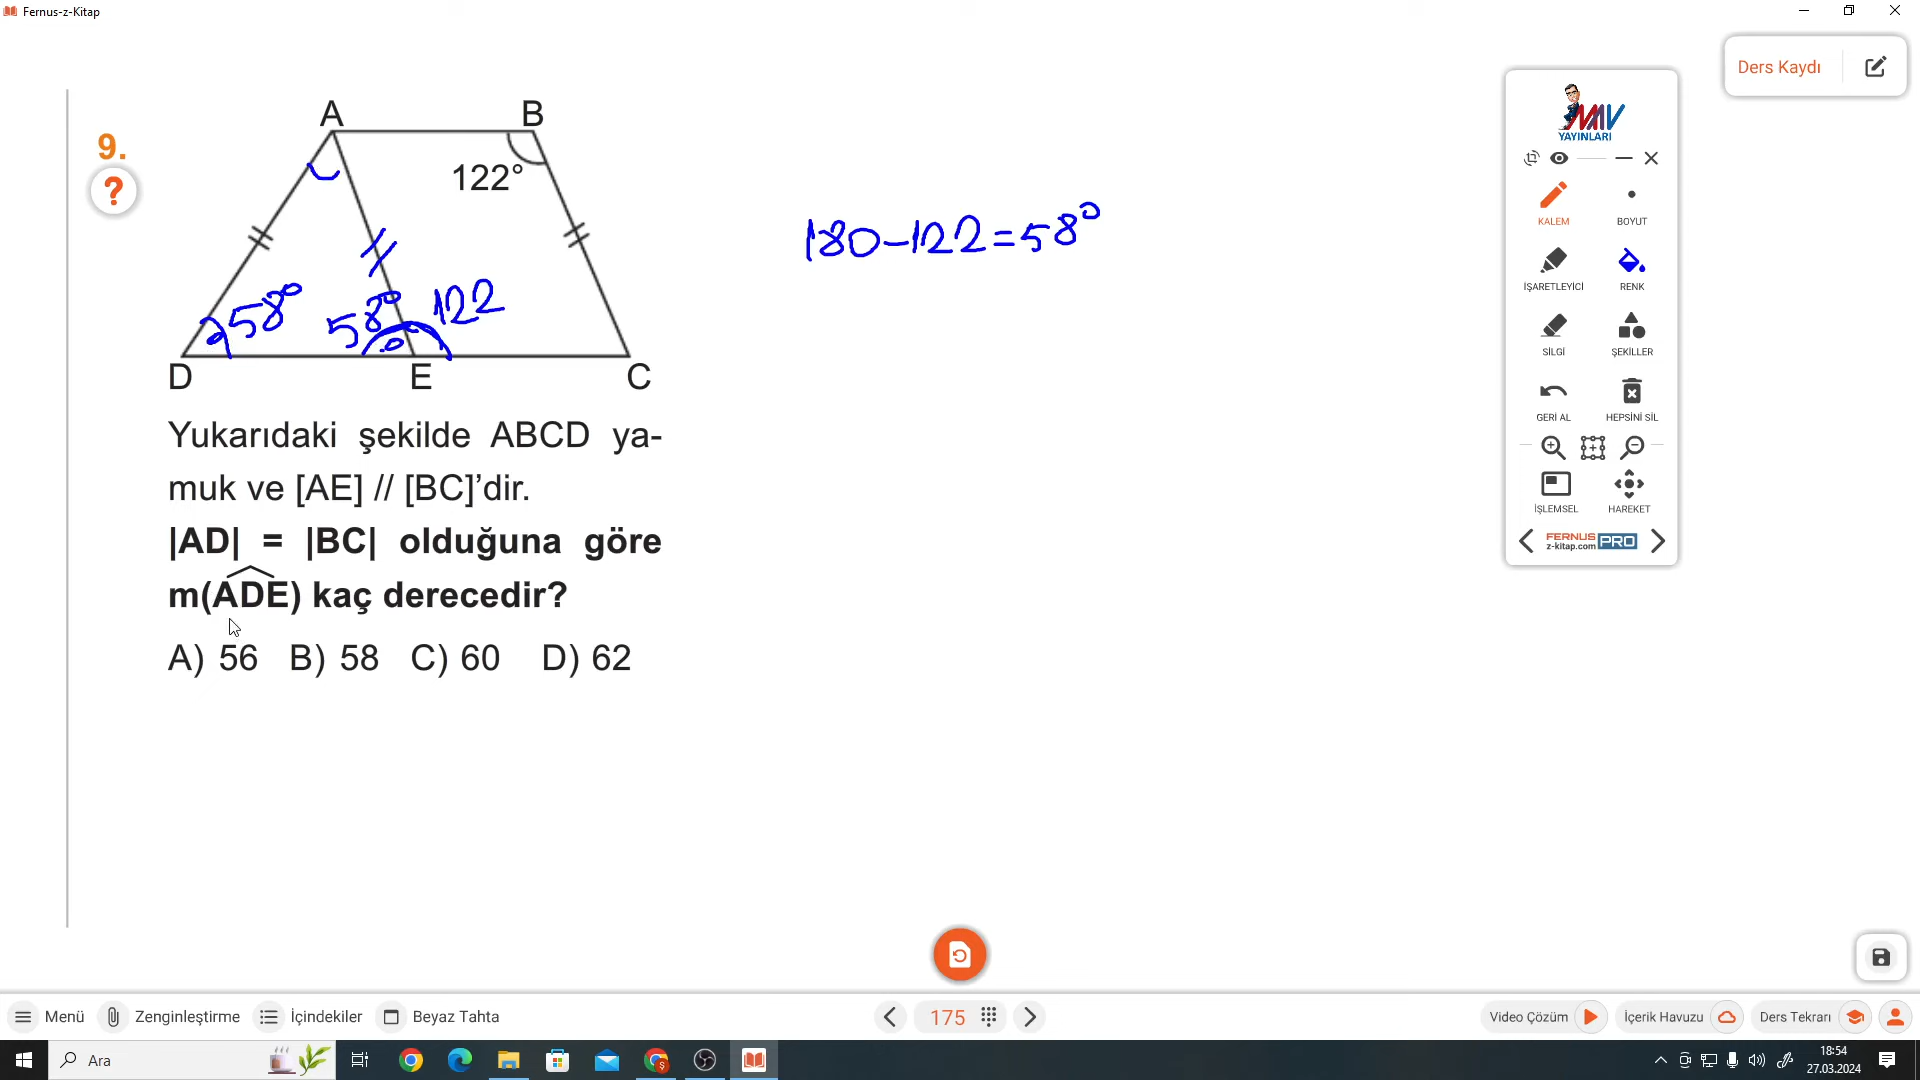 Fernus-z-Kitap
Ders Kaydı
9.
?
A
B
122°
58°
58°
122
D
E
C
180-122=58°
Yukarıdaki şekilde ABCD ya-
muk ve [AE] // [BC]’dir.
|AD| = |BC| olduğuna göre
m(ADE) kaç derecedir?
A) 56 B) 58 C) 60 D) 62
MAV
YAYINLARI
KALEM
BOYUT
İŞARETLEYİCİ
RENK
SİLGİ
ŞEKİLLER
GERİ AL
HEPSİNİ SİL
İŞLEMSEL
HAREKET
FERNUS
z-kitap.com PRO
Menü
Zenginleştirme
İçindekiler
Beyaz Tahta
175
Video Çözüm
İçerik Havuzu
Ders Tekrarı
Ara
18:54
27.03.2024